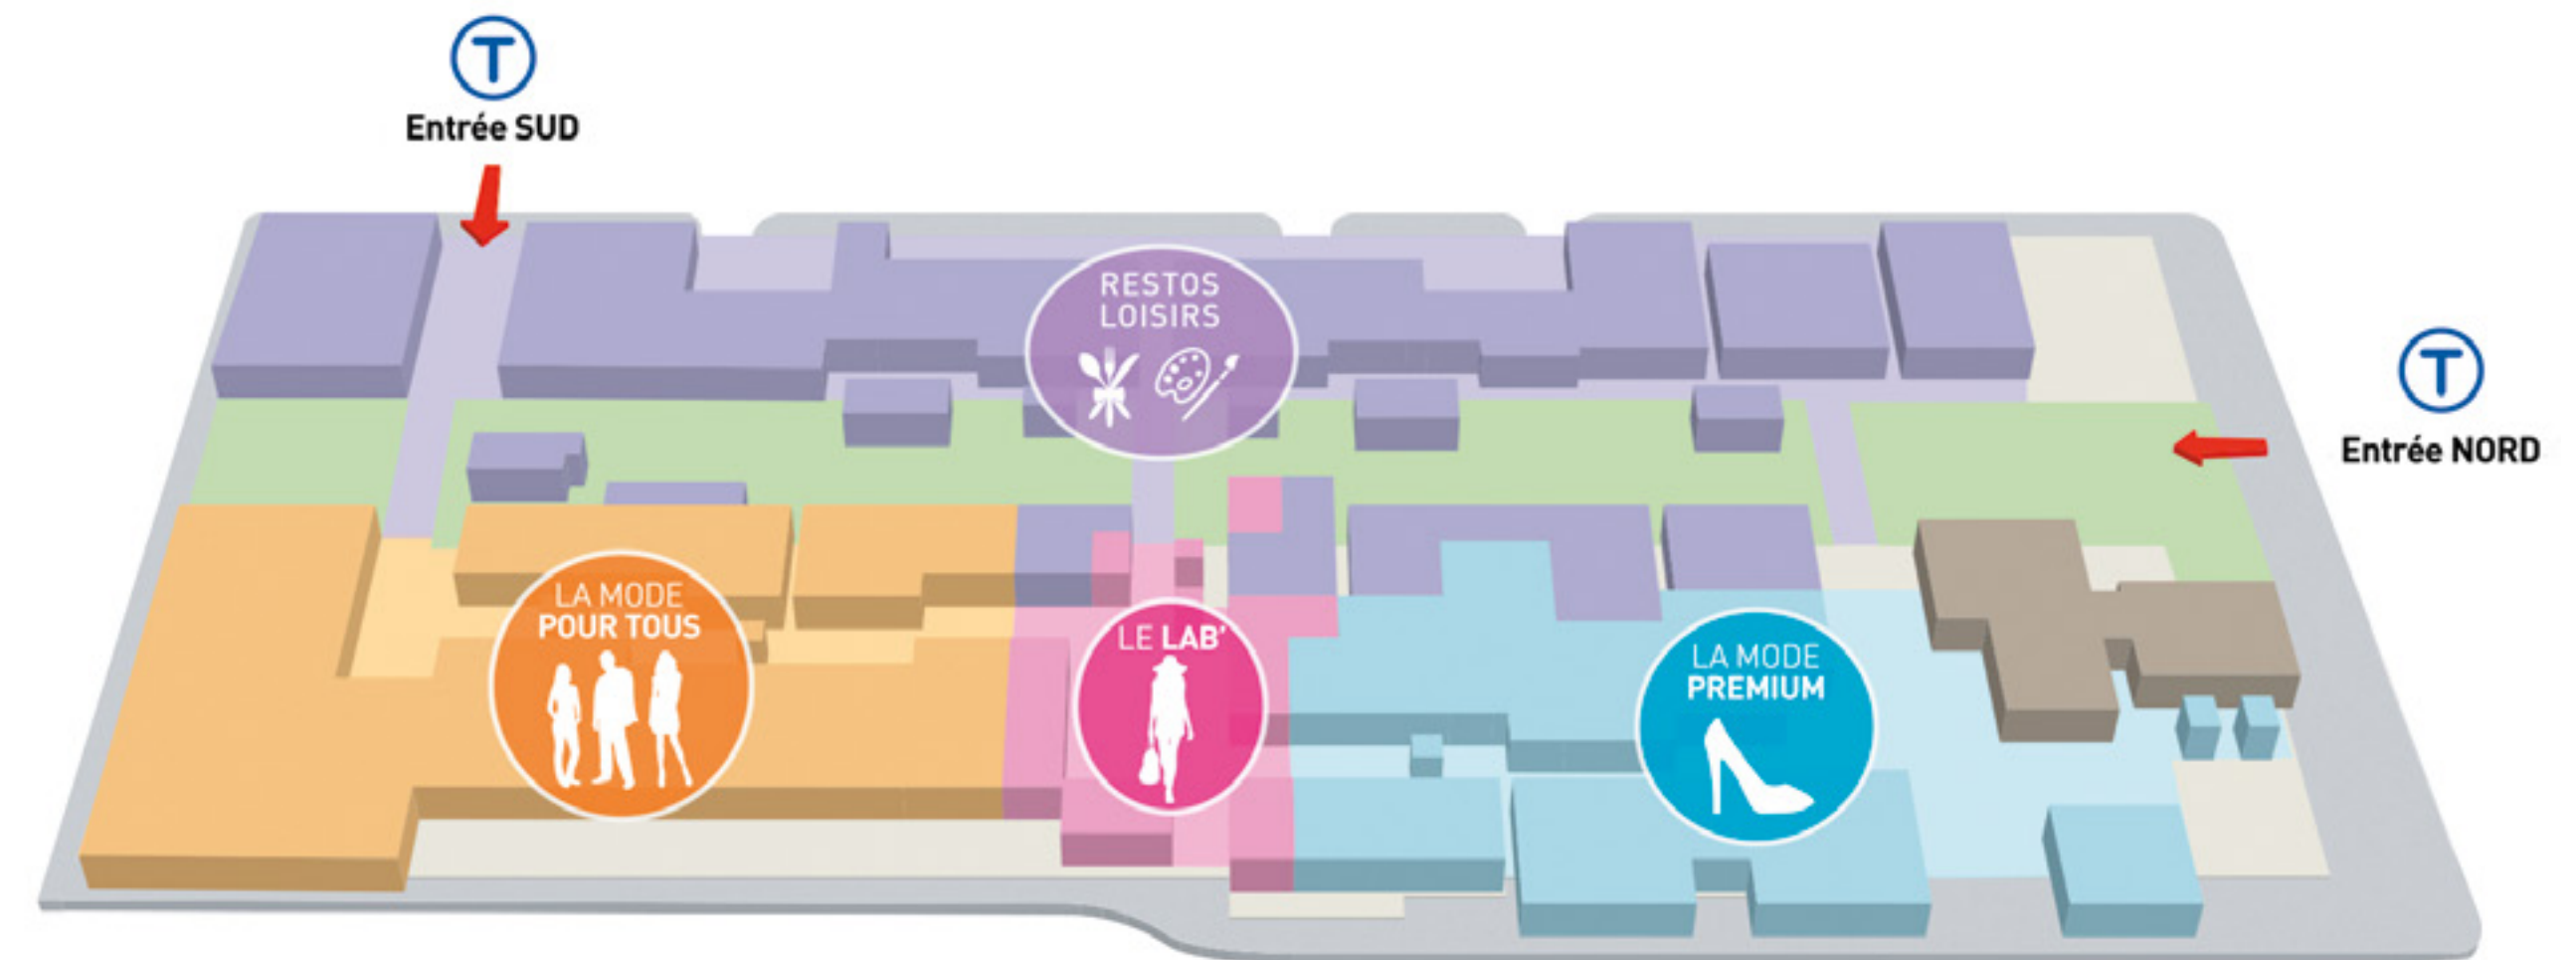 T
Entrée SUD
RESTOS
LOISIRS
T
Entrée NORD
LA MODE
POUR TOUS
LE LAB'
LA MODE
PREMIUM